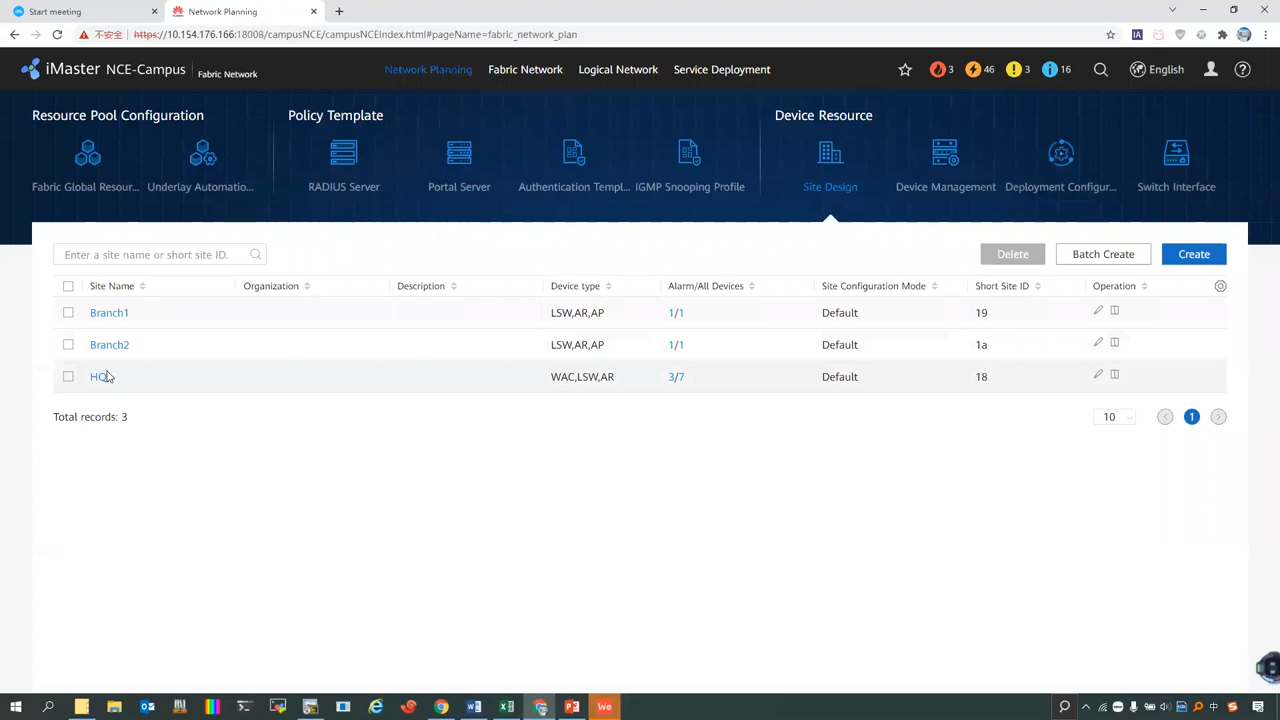 Start meeting
Network Planning
不安全 https://10.154.176.166:18008/campusNCE/campusNCEIndex.html#pageName=fabric_network_plan
iMaster NCE-Campus Fabric Network Network Planning Fabric Network Logical Network Service Deployment 3 46 3 16 English
Resource Pool Configuration Policy Template Device Resource
Fabric Global Resour... Underlay Automatio... RADIUS Server Portal Server Authentication Templ... IGMP Snooping Profile Site Design Device Management Deployment Configur... Switch Interface
Enter a site name or short site ID. Delete Batch Create Create
Site Name Organization Description Device type Alarm/All Devices Site Configuration Mode Short Site ID Operation
Branch1 LSW,AR,AP 1/1 Default 19
Branch2 LSW,AR,AP 1/1 Default 1a
HQ WAC,LSW,AR 3/7 Default 18
Total records: 3 10 1
We
中